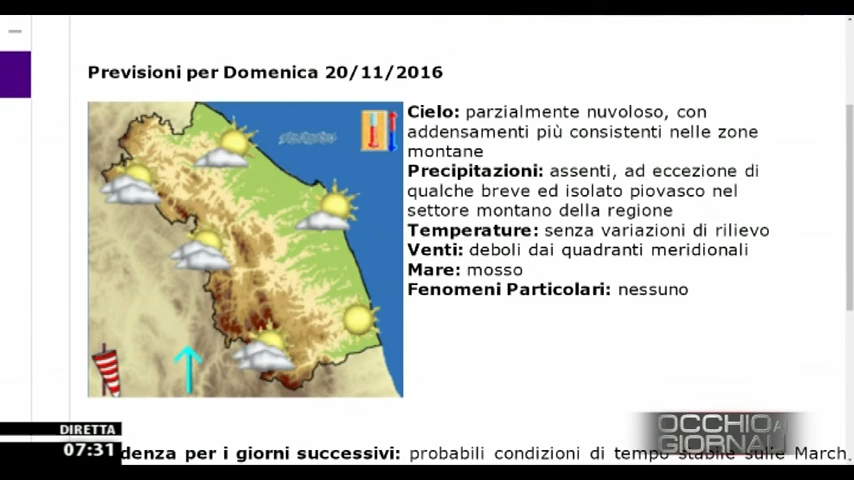 Previsioni per Domenica 20/11/2016
Cielo: parzialmente nuvoloso, con
addensamenti più consistenti nelle zone
montane
Precipitazioni: assenti, ad eccezione di
qualche breve ed isolato piovasco nel
settore montano della regione
Temperature: senza variazioni di rilievo
Venti: deboli dai quadranti meridionali
Mare: mosso
Fenomeni Particolari: nessuno
DIRETTA
07:31
OCCHIO AI
GIORNALI
denza per i giorni successivi: probabili condizioni di tempo stabile sulle March